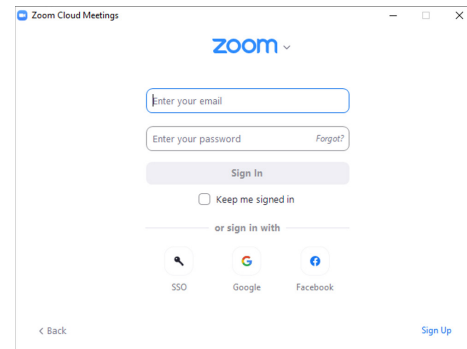 Zoom Cloud Meetings
zoom
Enter your email
Enter your password Forgot?
Sign In
Keep me signed in
or sign in with
SSO Google Facebook
< Back Sign Up